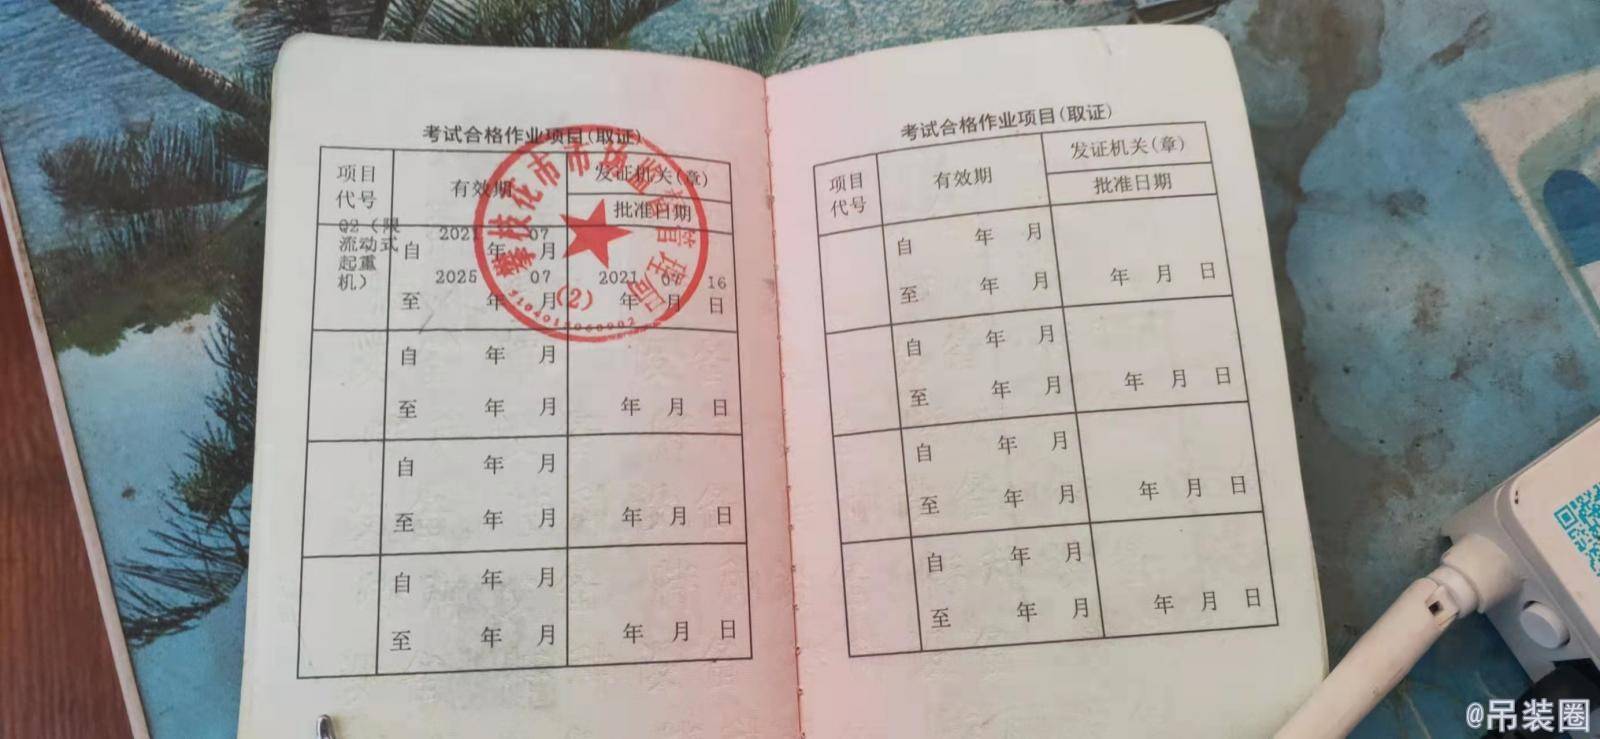 考试合格作业项目(取证)
项目
代号
有效期
发证机关(章)
批准日期
Q2(限
流动式
起重
机)
2021 07
自 年 月
2025 07
至 年 月
2021 16
年 月 日
攀枝花市市场监督管理局
(2)
自 年 月
至 年 月
年 月 日
自 年 月
至 年 月
年 月 日
自 年 月
至 年 月
年 月 日
考试合格作业项目(取证)
项目
代号
有效期
发证机关(章)
批准日期
自 年 月
至 年 月
年 月 日
自 年 月
至 年 月
年 月 日
自 年 月
至 年 月
年 月 日
自 年 月
至 年 月
年 月 日
@吊装圈